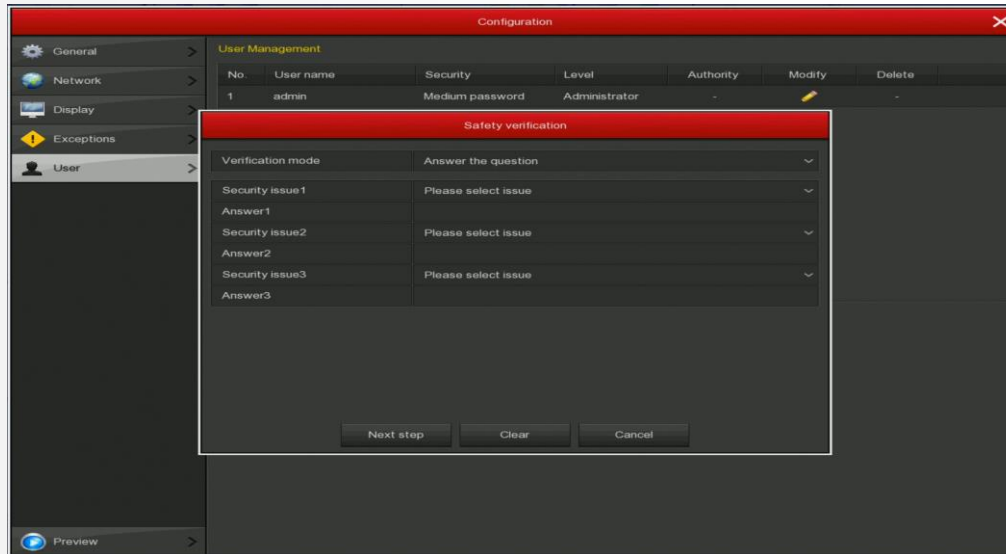 Configuration
General >
Network >
Display >
Exceptions >
User >
Preview >
User Management
No. User name Security Level Authority Modify Delete
1 admin Medium password Administrator - -
Safety verification
Verification mode Answer the question
Security issue1 Please select issue
Answer1
Security issue2 Please select issue
Answer2
Security issue3 Please select issue
Answer3
Next step Clear Cancel